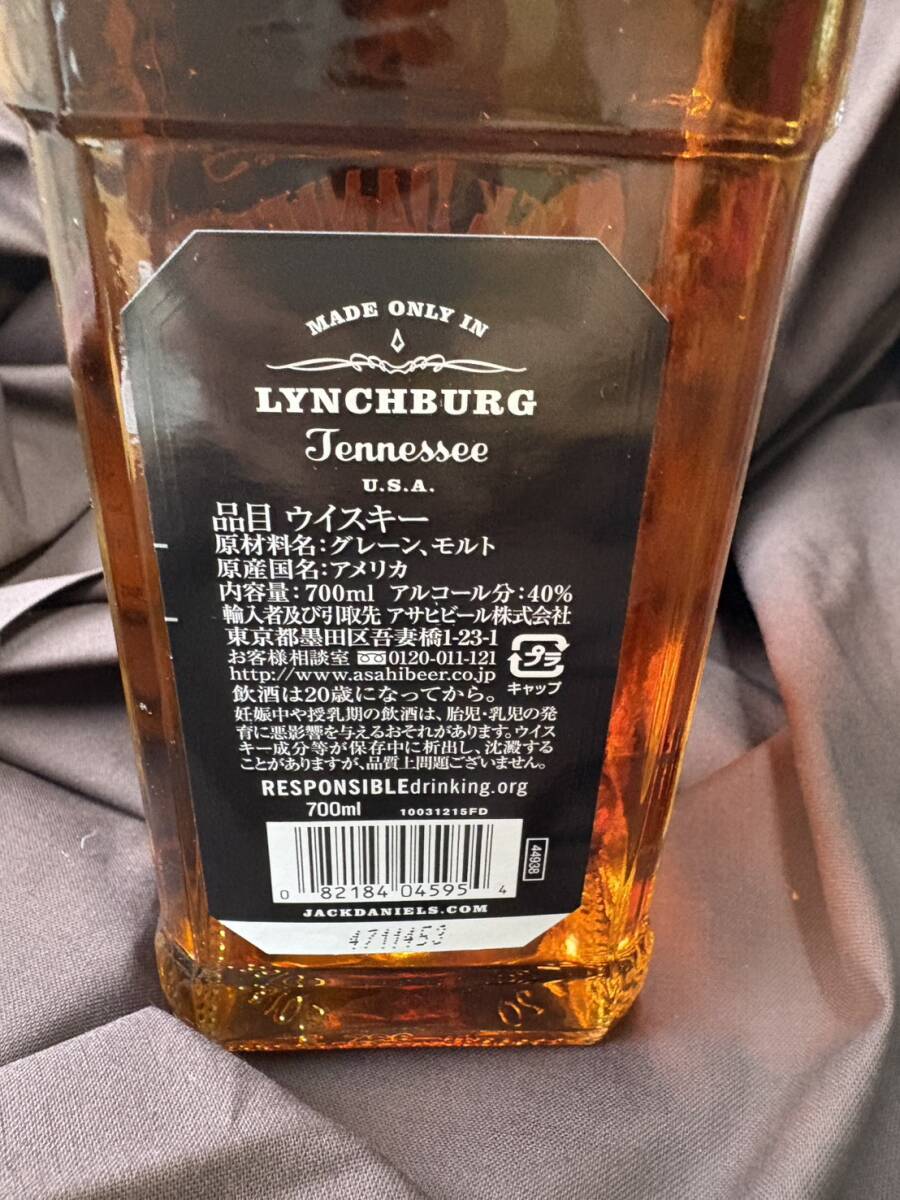 MADE ONLY IN
LYNCHBURG
Tennessee
U.S.A.
品目 ウイスキー
原材料名:グレーン、モルト
原産国名:アメリカ
内容量:700ml アルコール分:40%
輸入者及び引取先 アサヒビール株式会社
東京都墨田区吾妻橋1-23-1
お客様相談室 0120-011-121
http://www.asahibeer.co.jp
プラ
キャップ
飲酒は20歳になってから。
妊娠中や授乳期の飲酒は、胎児・乳児の発
育に悪影響を与えるおそれがあります。ウイス
キー成分等が保存中に析出し、沈澱する
ことがありますが、品質上問題ございません。
RESPONSIBLEdrinking.org
700ml 10031215FD
44938
0 82184 04595 4
JACKDANIELS.COM
4711453